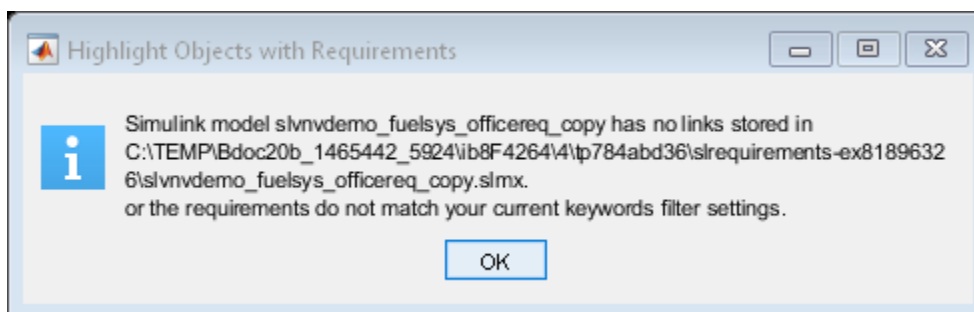 Highlight Objects with Requirements
Simulink model slvnvdemo_fuelsys_officereq_copy has no links stored in
C:\TEMP\Bdoc20b_1465442_5924\ib8F4264\4\tp784abd36\slrequirements-ex8189632
6\slvnvdemo_fuelsys_officereq_copy.slmx.
or the requirements do not match your current keywords filter settings.
OK